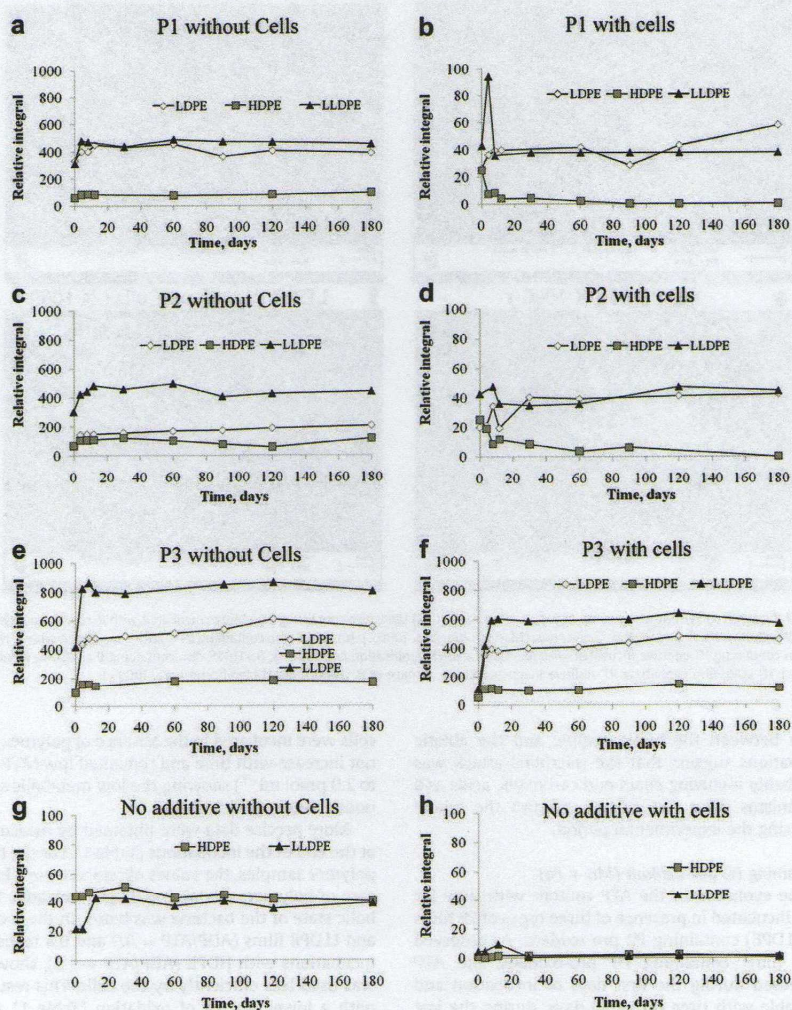 a
P1 without Cells
1000
800
600
400
200
0
Relative integral
LDPE HDPE LLDPE
0 20 40 60 80 100 120 140 160 180
Time, days
b
P1 with cells
100
80
60
40
20
0
Relative integral
LDPE HDPE LLDPE
0 20 40 60 80 100 120 140 160 180
Time, days
c
P2 without Cells
1000
800
600
400
200
0
Relative integral
LDPE HDPE LLDPE
0 20 40 60 80 100 120 140 160 180
Time, days
d
P2 with cells
100
80
60
40
20
0
Relative integral
LDPE HDPE LLDPE
0 20 40 60 80 100 120 140 160 180
Time, days
e
P3 without Cells
1000
800
600
400
200
0
Relative integral
LDPE
HDPE
LLDPE
0 20 40 60 80 100 120 140 160 180
Time, days
f
P3 with cells
1000
800
600
400
200
0
Relative integral
LDPE HDPE LLDPE
0 20 40 60 80 100 120 140 160 180
Time, days
g
No additive without Cells
100
80
60
40
20
0
Relative integral
HDPE LLDPE
0 20 40 60 80 100 120 140 160 180
Time, days
h
No additive with cells
100
80
60
40
20
0
Relative integral
HDPE
LLDPE
0 20 40 60 80 100 120 140 160 180
Time, days